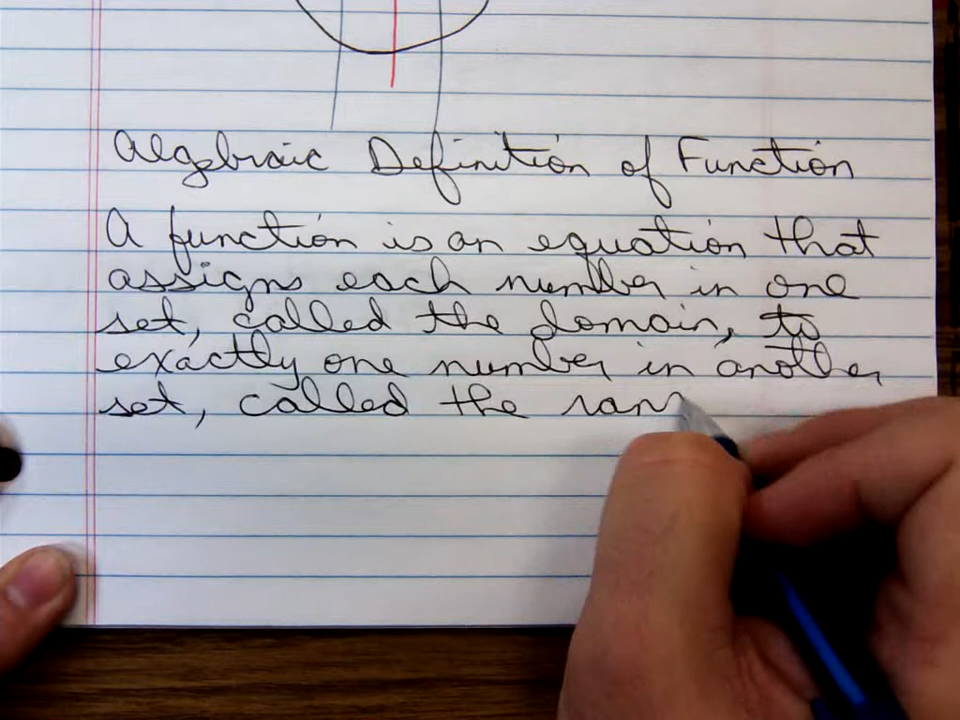 Algebraic Definition of Function
A function is an equation that
assigns each number in one
set, called the domain, to
exactly one number in another
set, called the ran